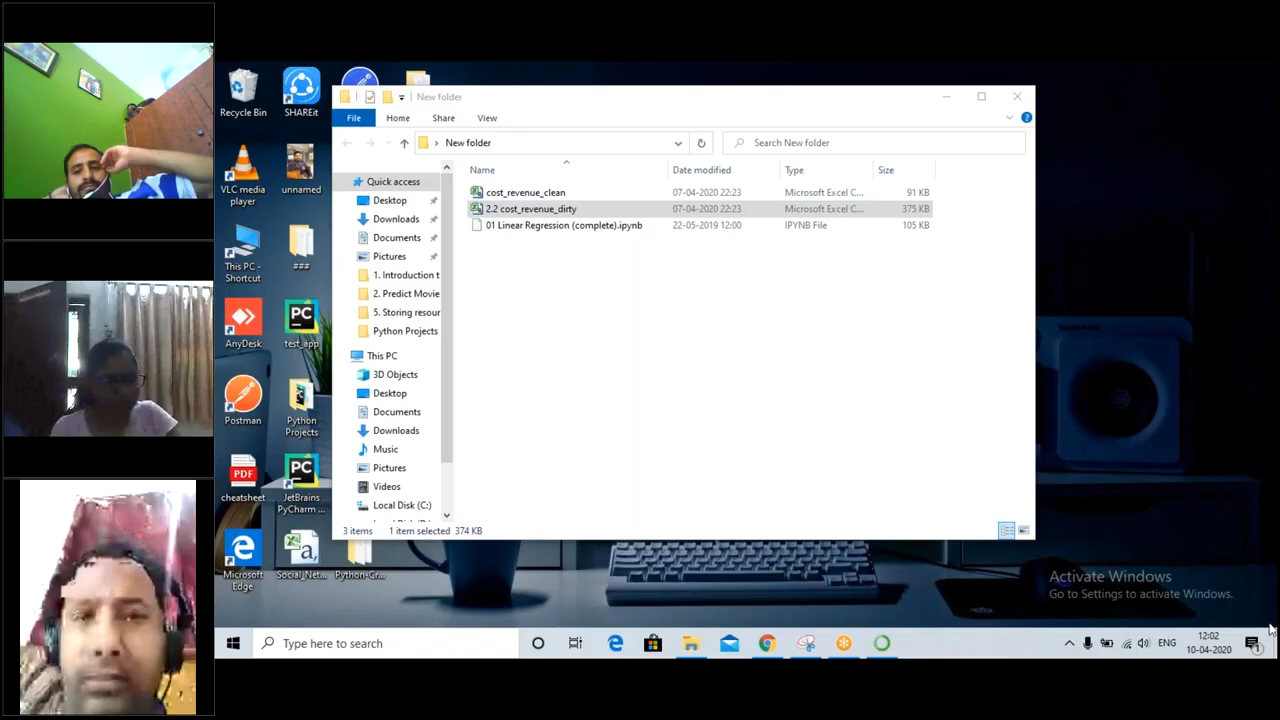 Recycle Bin
SHAREit
VLC media player
unnamed
This PC - Shortcut
###
AnyDesk
test_app
Postman
Python Projects
PDF
cheatsheet
JetBrains PyCharm ...
Microsoft Edge
Social_Net...
Python-Cr...
New folder
File
Home
Share
View
New folder
Search New folder
Name
Date modified
Type
Size
cost_revenue_clean
07-04-2020 22:23
Microsoft Excel C...
91 KB
2.2 cost_revenue_dirty
07-04-2020 22:23
Microsoft Excel C...
375 KB
01 Linear Regression (complete).ipynb
22-05-2019 12:00
IPYNB File
105 KB
Quick access
Desktop
Downloads
Documents
Pictures
1. Introduction t
2. Predict Movie
5. Storing resour
Python Projects
This PC
3D Objects
Desktop
Documents
Downloads
Music
Pictures
Videos
Local Disk (C:)
3 items
1 item selected
374 KB
Activate Windows
Go to Settings to activate Windows.
Type here to search
ENG
12:02
10-04-2020
1